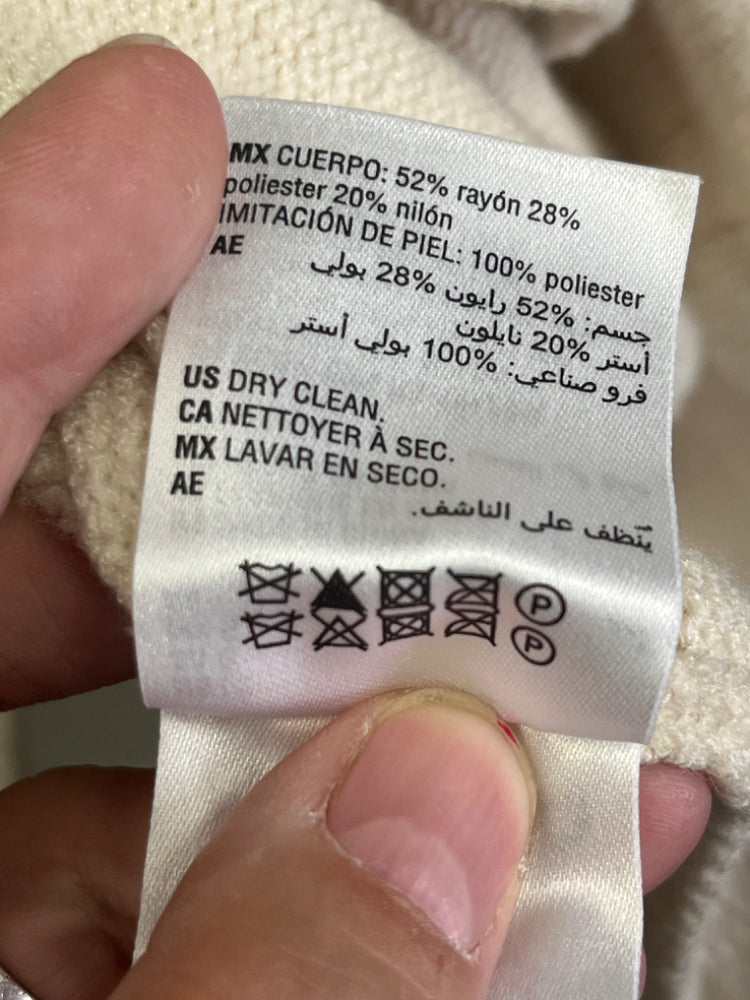 MX CUERPO: 52% rayón 28%
poliester 20% nilón
IMITACIÓN DE PIEL: 100% poliester
AE
جسم: %52 رايون %28 بولي
أستر %20 نايلون
فرو صناعي: %100 بولي أستر
US DRY CLEAN.
CA NETTOYER À SEC.
MX LAVAR EN SECO.
AE
يُنّظف على الناشف.
P
P